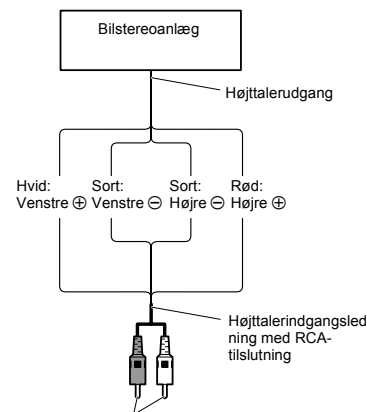 Bilstereoanlæg
Højttalerudgang
Hvid: Sort: Sort: Rød:
Venstre ⊕ Venstre ⊖ Højre ⊖ Højre ⊕
Højttalerindgangsled
ning med RCA-
tilslutning